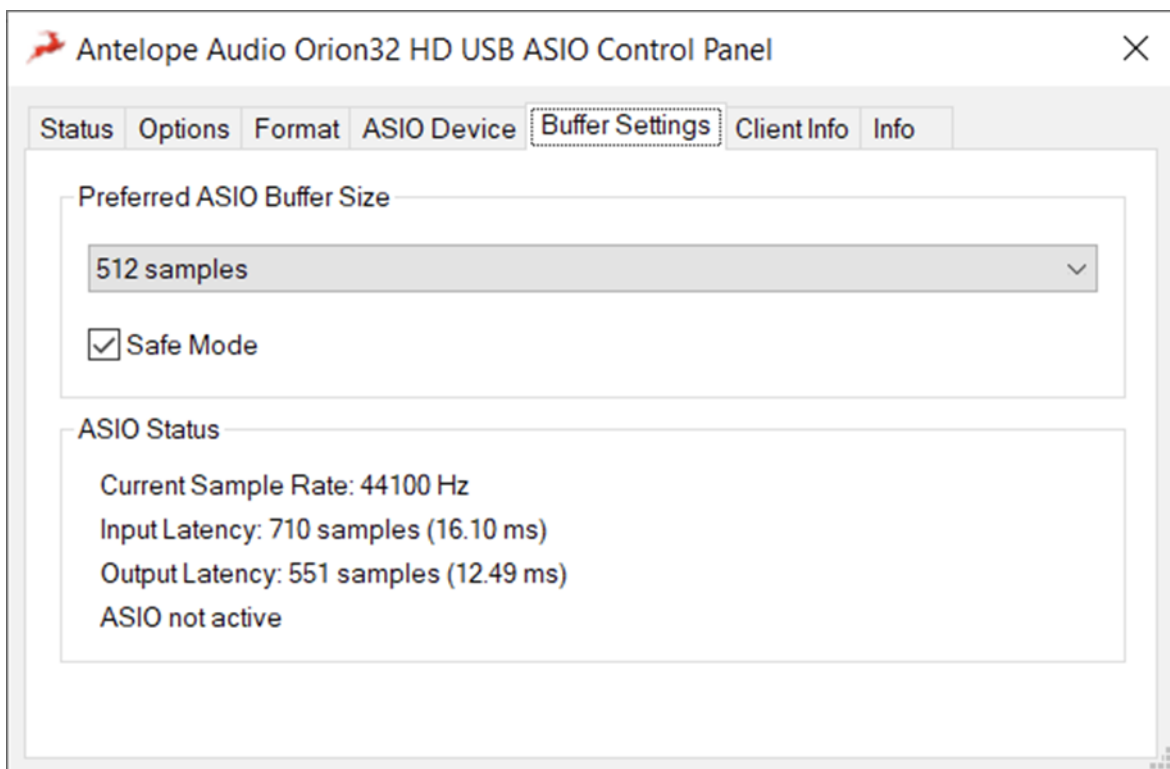 Antelope Audio Orion32 HD USB ASIO Control Panel
Status Options Format ASIO Device Buffer Settings Client Info Info
Preferred ASIO Buffer Size
512 samples
Safe Mode
ASIO Status
Current Sample Rate: 44100 Hz
Input Latency: 710 samples (16.10 ms)
Output Latency: 551 samples (12.49 ms)
ASIO not active